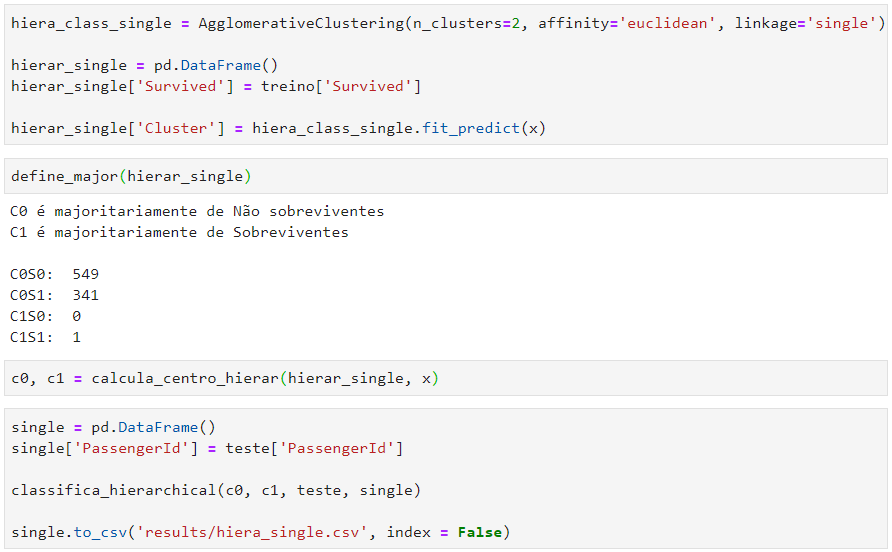 hiera_class_single = AgglomerativeClustering(n_clusters=2, affinity='euclidean', linkage='single')
hierar_single = pd.DataFrame()
hierar_single['Survived'] = treino['Survived']
hierar_single['Cluster'] = hiera_class_single.fit_predict(x)
define_major(hierar_single)
C0 é majoritariamente de Não sobreviventes
C1 é majoritariamente de Sobreviventes
C0S0:  549
C0S1:  341
C1S0:  0
C1S1:  1
c0, c1 = calcula_centro_hierar(hierar_single, x)
single = pd.DataFrame()
single['PassengerId'] = teste['PassengerId']
classifica_hierarchical(c0, c1, teste, single)
single.to_csv('results/hiera_single.csv', index = False)